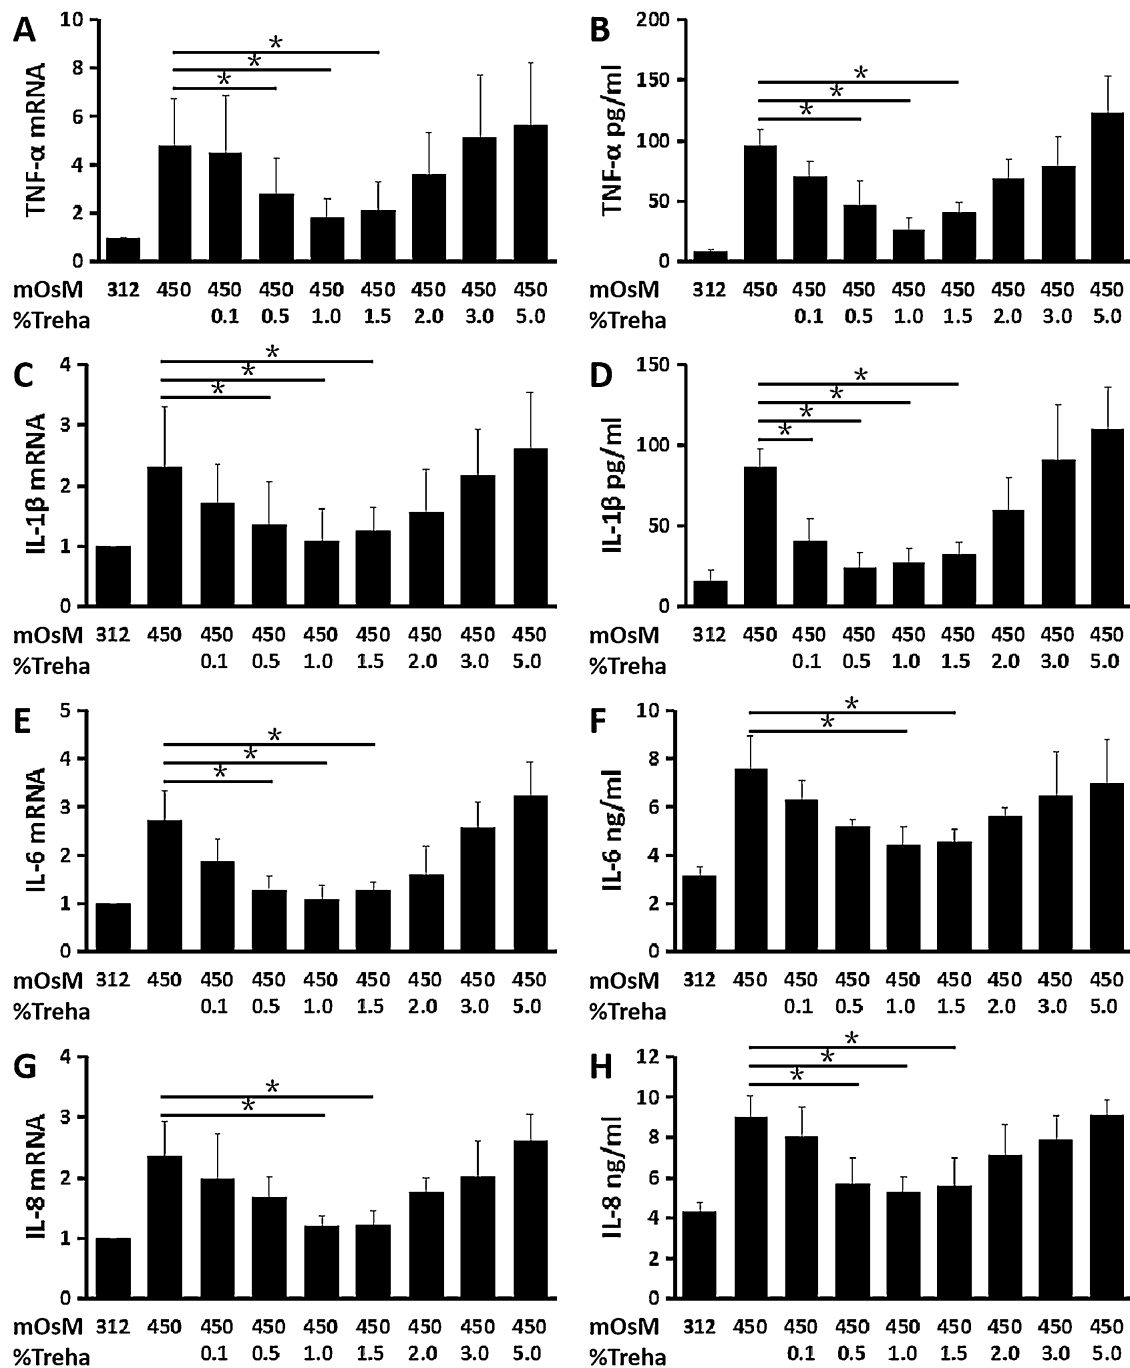 A
TNF-α mRNA
10
8
6
4
2
0
* 
*
*
mOsM 312 450 450 450 450 450 450 450 450
%Treha 0.1 0.5 1.0 1.5 2.0 3.0 5.0
B
TNF-α pg/ml
200
150
100
50
0
*
*
*
mOsM 312 450 450 450 450 450 450 450 450
%Treha 0.1 0.5 1.0 1.5 2.0 3.0 5.0
C
IL-1β mRNA
4
3
2
1
0
*
*
*
mOsM 312 450 450 450 450 450 450 450 450
%Treha 0.1 0.5 1.0 1.5 2.0 3.0 5.0
D
IL-1β pg/ml
150
100
50
0
*
*
*
*
mOsM 312 450 450 450 450 450 450 450 450
%Treha 0.1 0.5 1.0 1.5 2.0 3.0 5.0
E
IL-6 mRNA
5
4
3
2
1
0
*
*
*
mOsM 312 450 450 450 450 450 450 450 450
%Treha 0.1 0.5 1.0 1.5 2.0 3.0 5.0
F
IL-6 ng/ml
10
8
6
4
2
0
*
*
mOsM 312 450 450 450 450 450 450 450 450
%Treha 0.1 0.5 1.0 1.5 2.0 3.0 5.0
G
IL-8 mRNA
4
3
2
1
0
*
*
mOsM 312 450 450 450 450 450 450 450 450
%Treha 0.1 0.5 1.0 1.5 2.0 3.0 5.0
H
IL-8 ng/ml
12
10
8
6
4
2
0
*
*
*
mOsM 312 450 450 450 450 450 450 450 450
%Treha 0.1 0.5 1.0 1.5 2.0 3.0 5.0